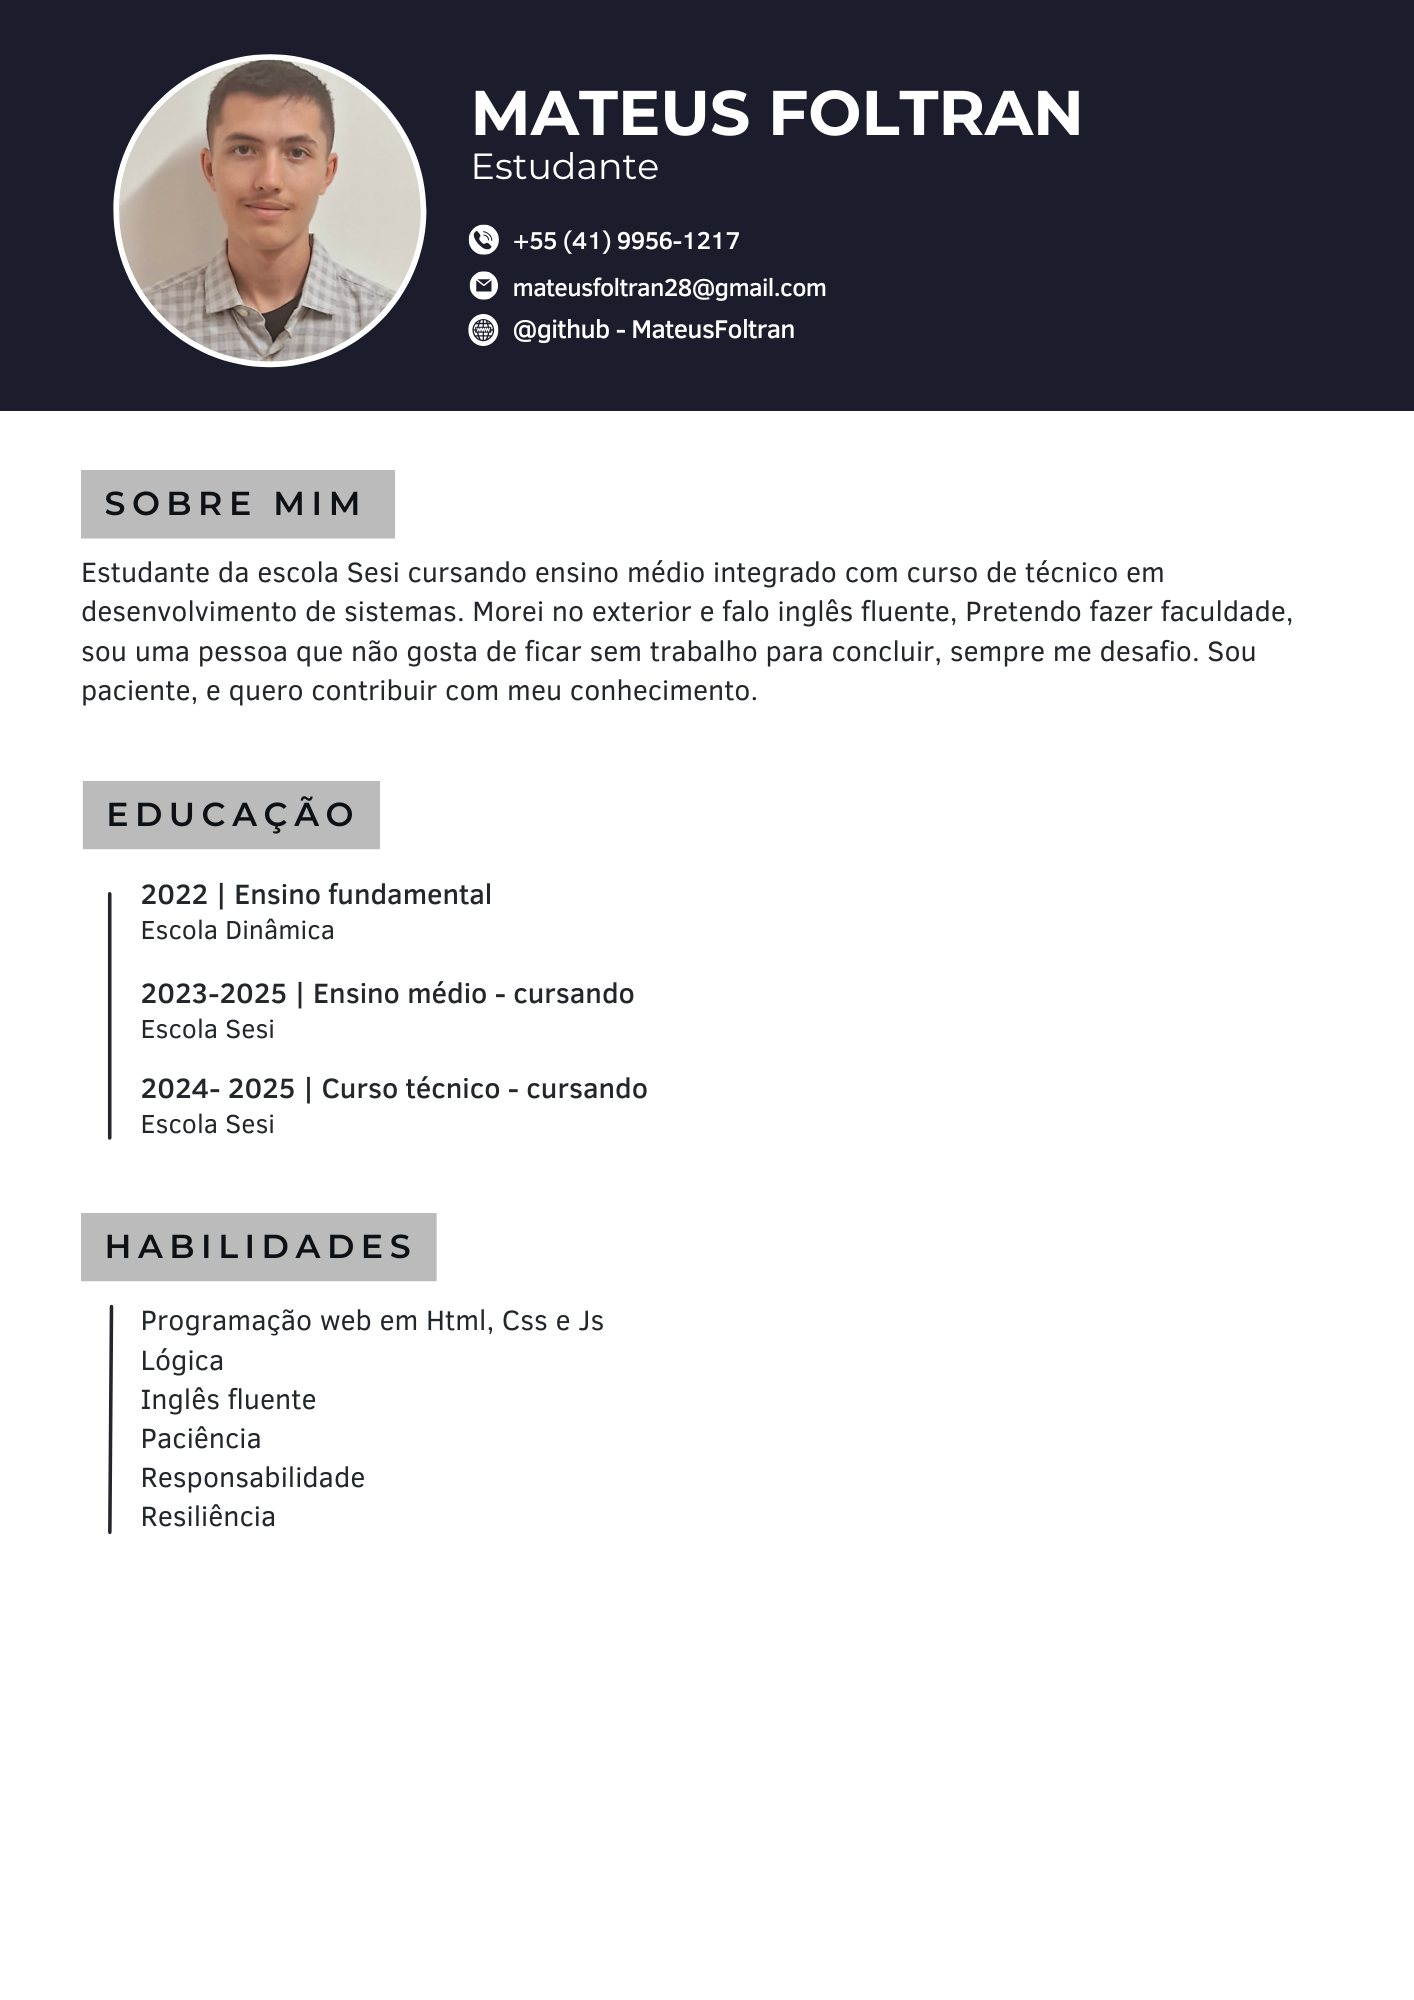 MATEUS FOLTRAN
Estudante
+55 (41) 9956-1217
mateusfoltran28@gmail.com
@github - MateusFoltran
SOBRE MIM
Estudante da escola Sesi cursando ensino médio integrado com curso de técnico em
desenvolvimento de sistemas. Morei no exterior e falo inglês fluente, Pretendo fazer faculdade,
sou uma pessoa que não gosta de ficar sem trabalho para concluir, sempre me desafio. Sou
paciente, e quero contribuir com meu conhecimento.
EDUCAÇÃO
2022 | Ensino fundamental
Escola Dinâmica
2023-2025 | Ensino médio - cursando
Escola Sesi
2024- 2025 | Curso técnico - cursando
Escola Sesi
HABILIDADES
Programação web em Html, Css e Js
Lógica
Inglês fluente
Paciência
Responsabilidade
Resiliência